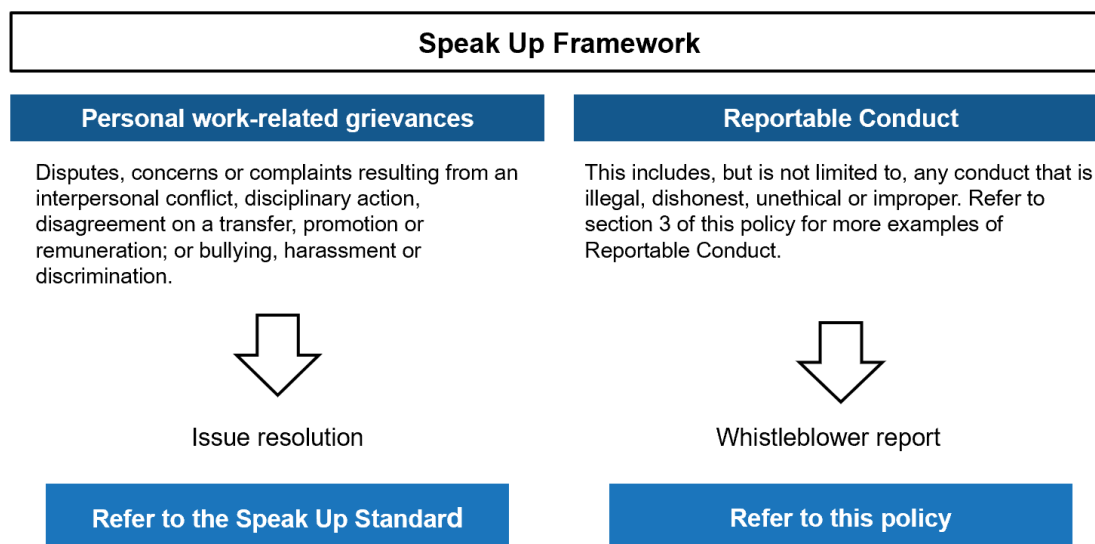 Speak Up Framework
Personal work-related grievances
Disputes, concerns or complaints resulting from an
interpersonal conflict, disciplinary action,
disagreement on a transfer, promotion or
remuneration; or bullying, harassment or
discrimination.
Issue resolution
Refer to the Speak Up Standard
Reportable Conduct
This includes, but is not limited to, any conduct that is
illegal, dishonest, unethical or improper. Refer to
section 3 of this policy for more examples of
Reportable Conduct.
Whistleblower report
Refer to this policy